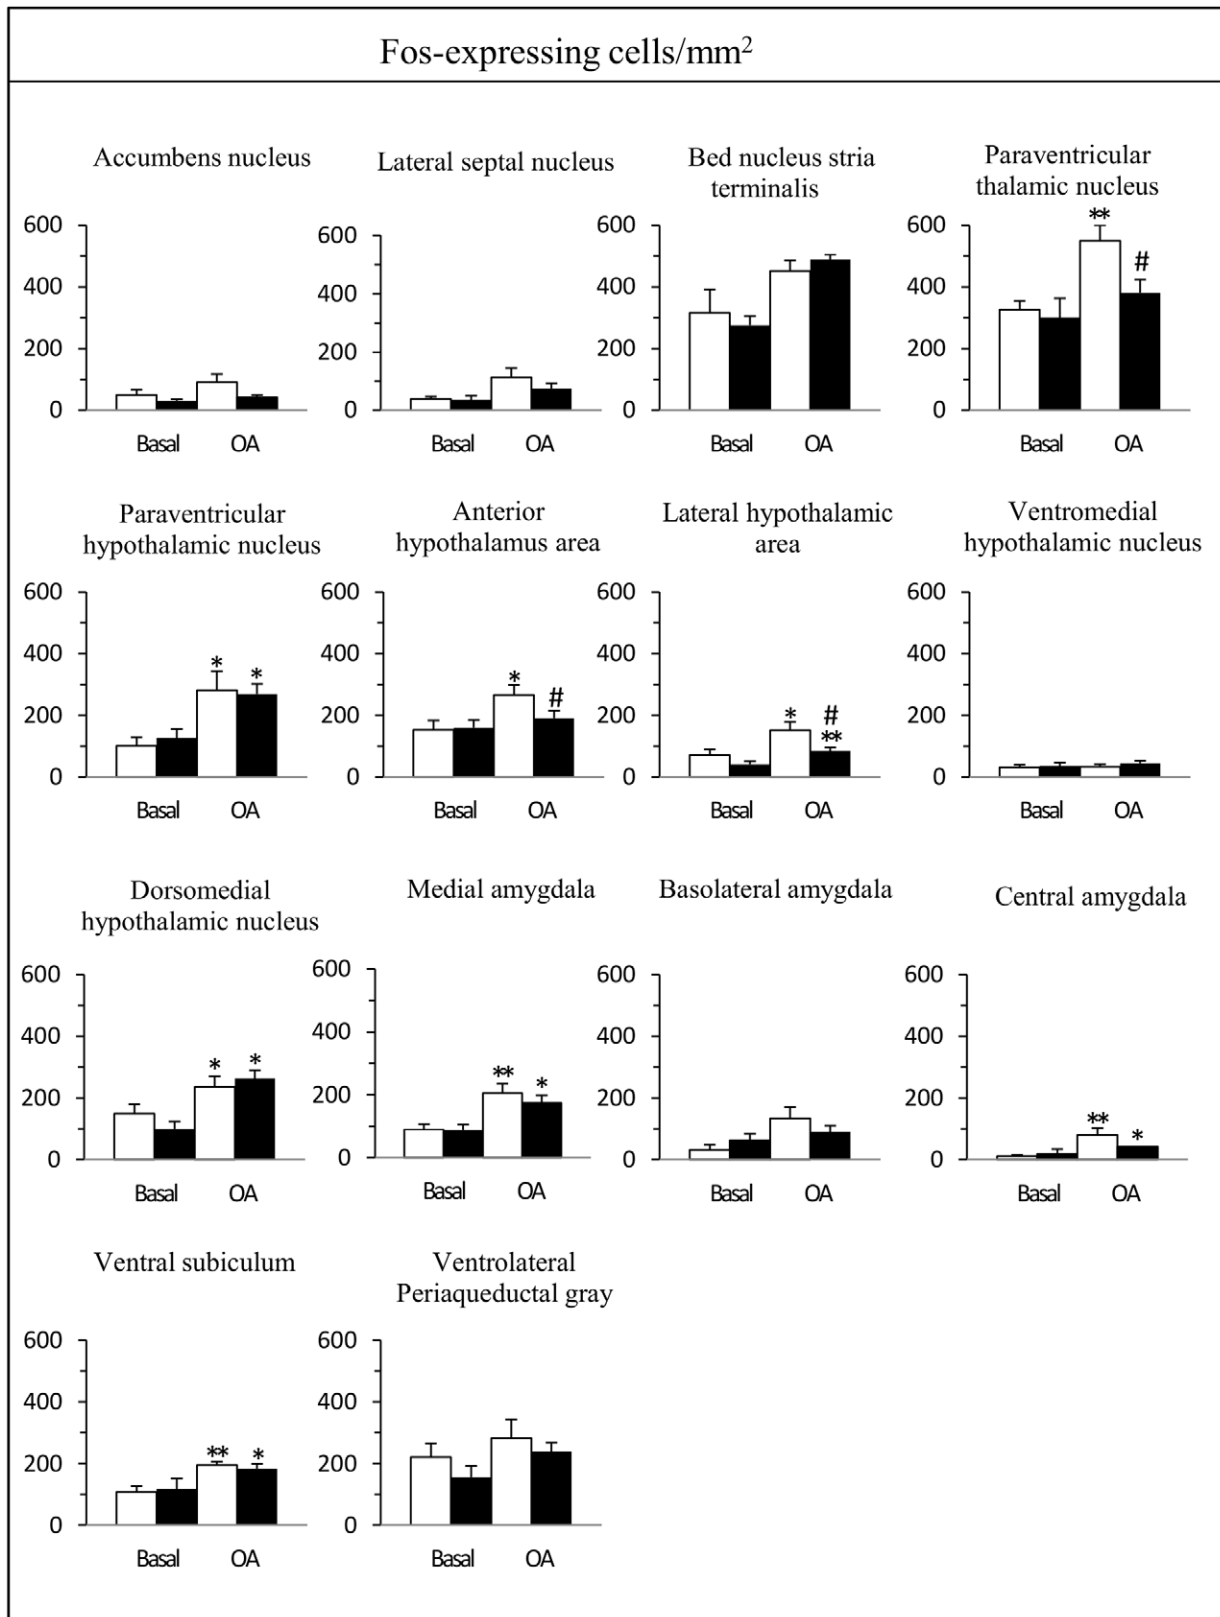 Fos-expressing cells/mm²
Accumbens nucleus
600
400
200
0
Basal OA
Lateral septal nucleus
600
400
200
0
Basal OA
Bed nucleus stria
terminalis
600
400
200
0
Basal OA
Paraventricular
thalamic nucleus
600
400
200
0
**
#
Basal OA
Paraventricular
hypothalamic nucleus
600
400
200
0
* *
Basal OA
Anterior
hypothalamus area
600
400
200
0
*
#
Basal OA
Lateral hypothalamic
area
600
400
200
0
* #
**
Basal OA
Ventromedial
hypothalamic nucleus
600
400
200
0
Basal OA
Dorsomedial
hypothalamic nucleus
600
400
200
0
* *
Basal OA
Medial amygdala
600
400
200
0
** *
Basal OA
Basolateral amygdala
600
400
200
0
Basal OA
Central amygdala
600
400
200
0
** *
Basal OA
Ventral subiculum
600
400
200
0
** *
Basal OA
Ventrolateral
Periaqueductal gray
600
400
200
0
Basal OA